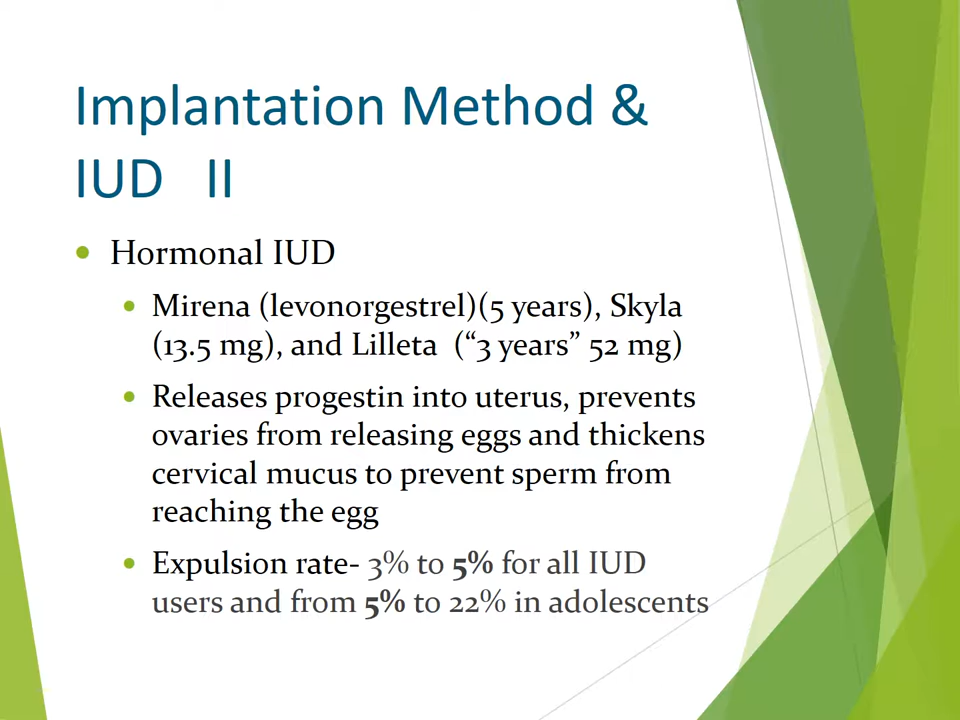 Implantation Method &
IUD II
Hormonal IUD
Mirena (levonorgestrel)(5 years), Skyla
(13.5 mg), and Lilleta (“3 years” 52 mg)
Releases progestin into uterus, prevents
ovaries from releasing eggs and thickens
cervical mucus to prevent sperm from
reaching the egg
Expulsion rate- 3% to 5% for all IUD
users and from 5% to 22% in adolescents